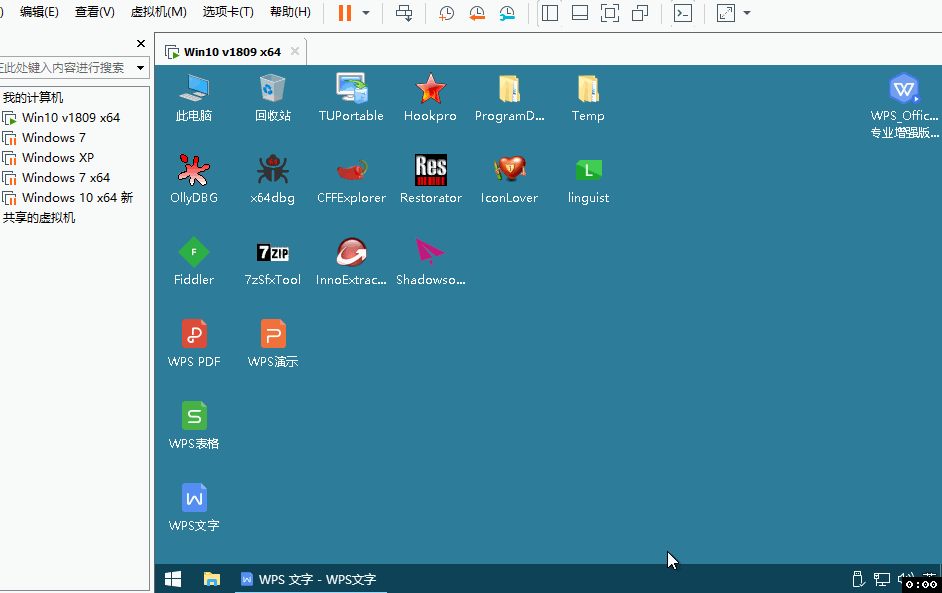 编辑(E) 查看(V) 虚拟机(M) 选项卡(T) 帮助(H)
Win10 v1809 x64
在此处键入内容进行搜索
我的计算机
Win10 v1809 x64
Windows 7
Windows XP
Windows 7 x64
Windows 10 x64 新
共享的虚拟机
此电脑 回收站 TUPortable Hookpro ProgramD... Temp
WPS_Offic...
专业增强版...
Res
OllyDBG x64dbg CFFExplorer Restorator IconLover linguist
7ZIP
Fiddler 7zSfxTool InnoExtrac... Shadowso...
WPS PDF WPS演示
WPS表格
WPS文字
WPS 文字 - WPS文字
0:00